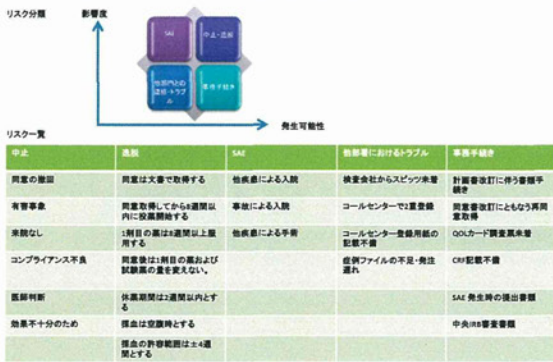 リスク分類
影響度
SAE
中止・逸脱
他部門との
連携・トラブ
ル
事務手続き
発生可能性
リスク一覧
中止 逸脱 SAE 他部署におけるトラブル 事務手続き
同意の撤回 同意は文書で取得する 他疾患による入院 検査会社からスピッツ未着 計画書改訂に伴う書類手
続き
有害事象 同意取得してから8週間以 事故による入院 コールセンターで2重登録 同意書改訂にともなう再同
内に投薬開始する 意取得
来院なし 1剤目の薬は8週間以上服 他疾患による手術 コールセンター登録用紙の QOLカード調査票未着
用する 記載不備
コンプライアンス不良 同意後は1剤目の薬および 症例ファイルの不足・発注 CRF記載不備
試験薬の量を変えない。 遅れ
医師判断 休薬期間は2週間以内と SAE 発生時の提出書類
する
効果不十分のため 採血は空腹時とする 中央IRB審査書類
採血の許容範囲は±4週
間とする